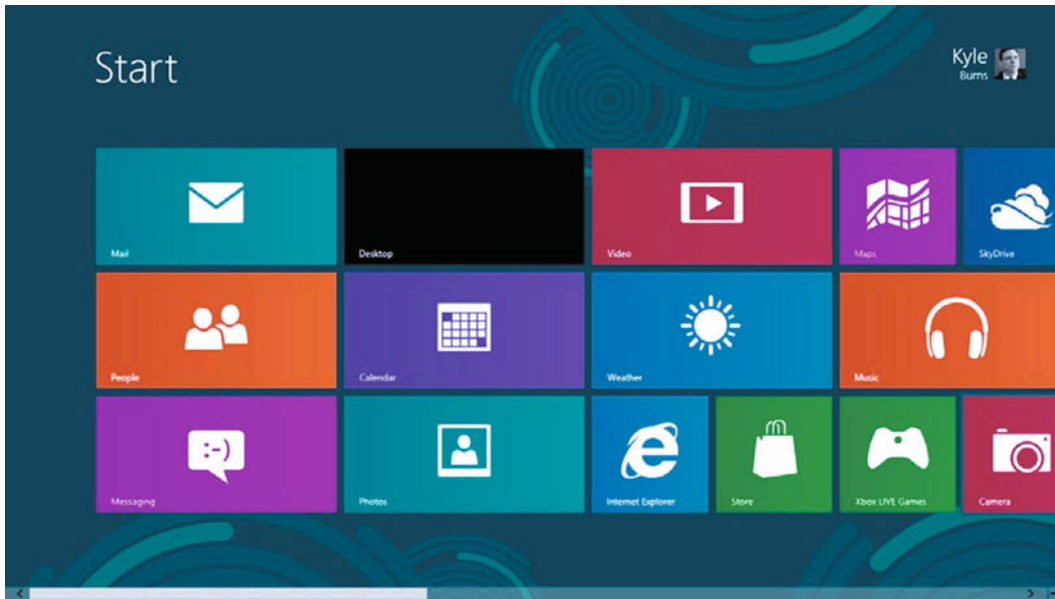 Start
Kyle
Burns
Mail
Desktop
Video
Maps
SkyDrive
People
Calendar
Weather
Music
:-)
Messaging
Photos
Internet Explorer
Store
Xbox LIVE Games
Camera